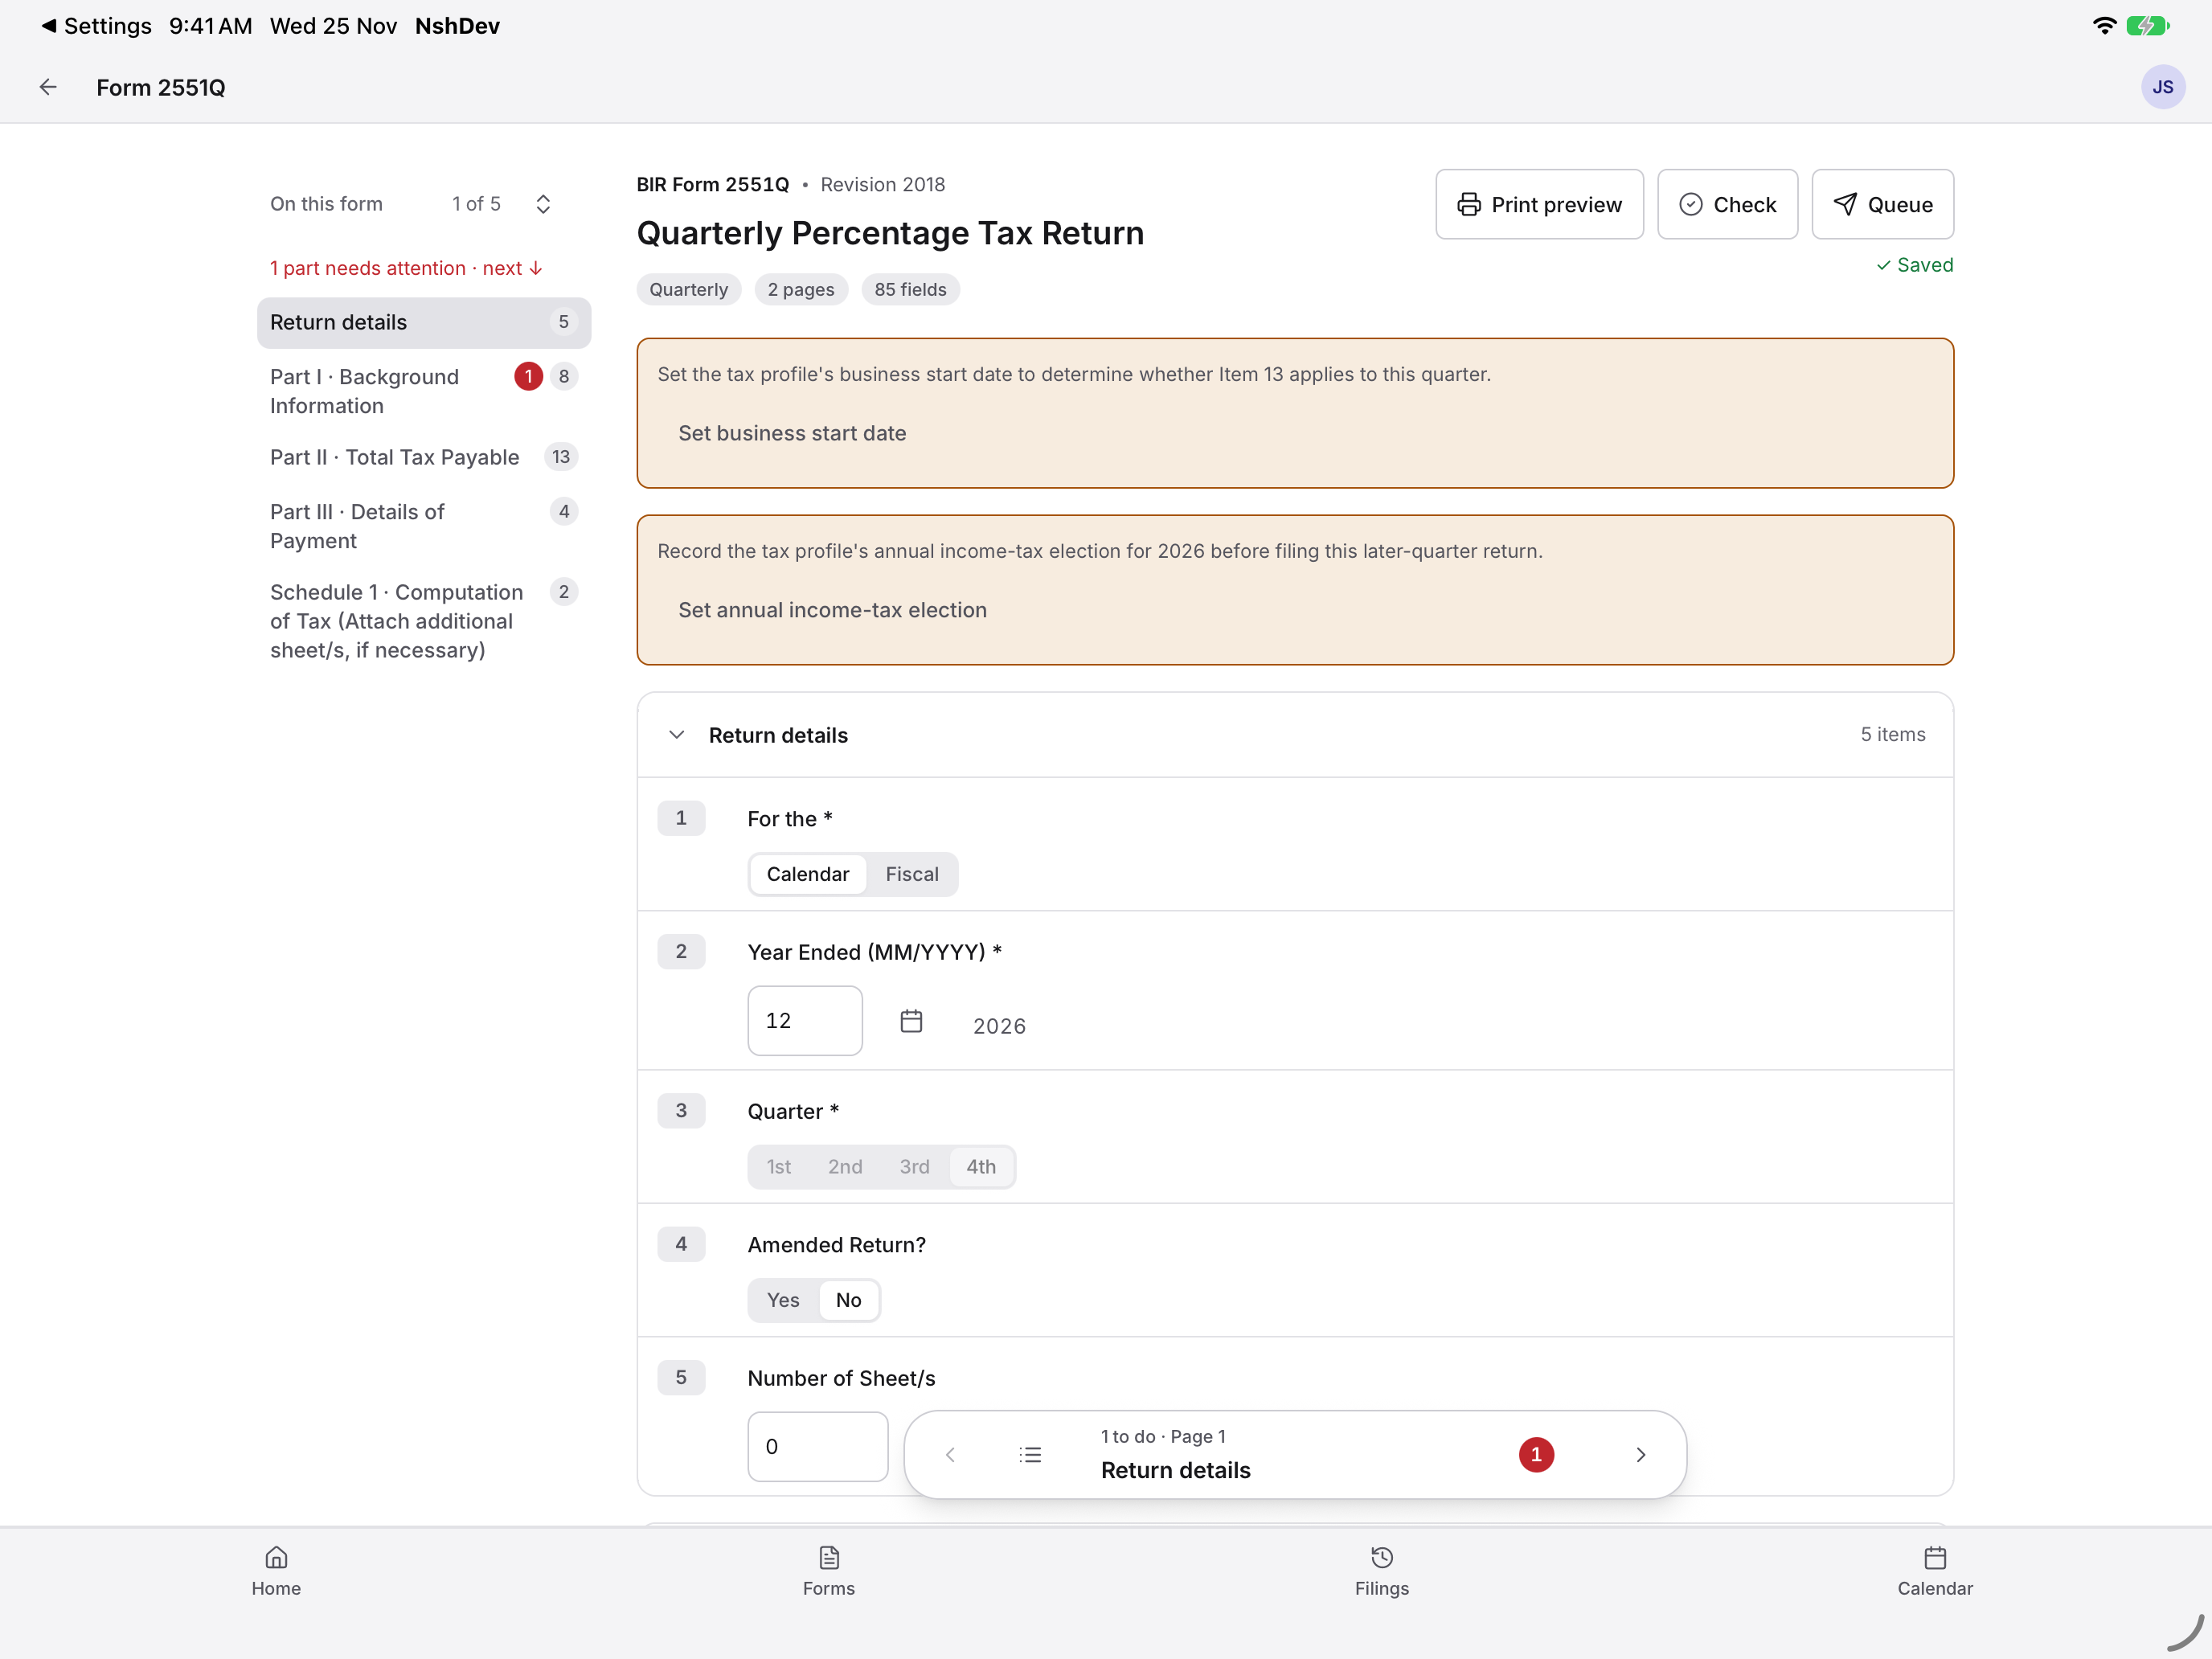 ◀ Settings 9:41 AM Wed 25 Nov NshDev
Form 2551Q
JS
On this form 1 of 5
1 part needs attention · next ↓
Return details 5
Part I · Background Information 1 8
Part II · Total Tax Payable 13
Part III · Details of Payment 4
Schedule 1 · Computation of Tax (Attach additional sheet/s, if necessary) 2
BIR Form 2551Q • Revision 2018
Quarterly Percentage Tax Return
Quarterly 2 pages 85 fields
Print preview Check Queue
Saved
Set the tax profile's business start date to determine whether Item 13 applies to this quarter.
Set business start date
Record the tax profile's annual income-tax election for 2026 before filing this later-quarter return.
Set annual income-tax election
Return details 5 items
1 For the *
Calendar Fiscal
2 Year Ended (MM/YYYY) *
12 2026
3 Quarter *
1st 2nd 3rd 4th
4 Amended Return?
Yes No
5 Number of Sheet/s
0
1 to do · Page 1
Return details
1
Home Forms Filings Calendar